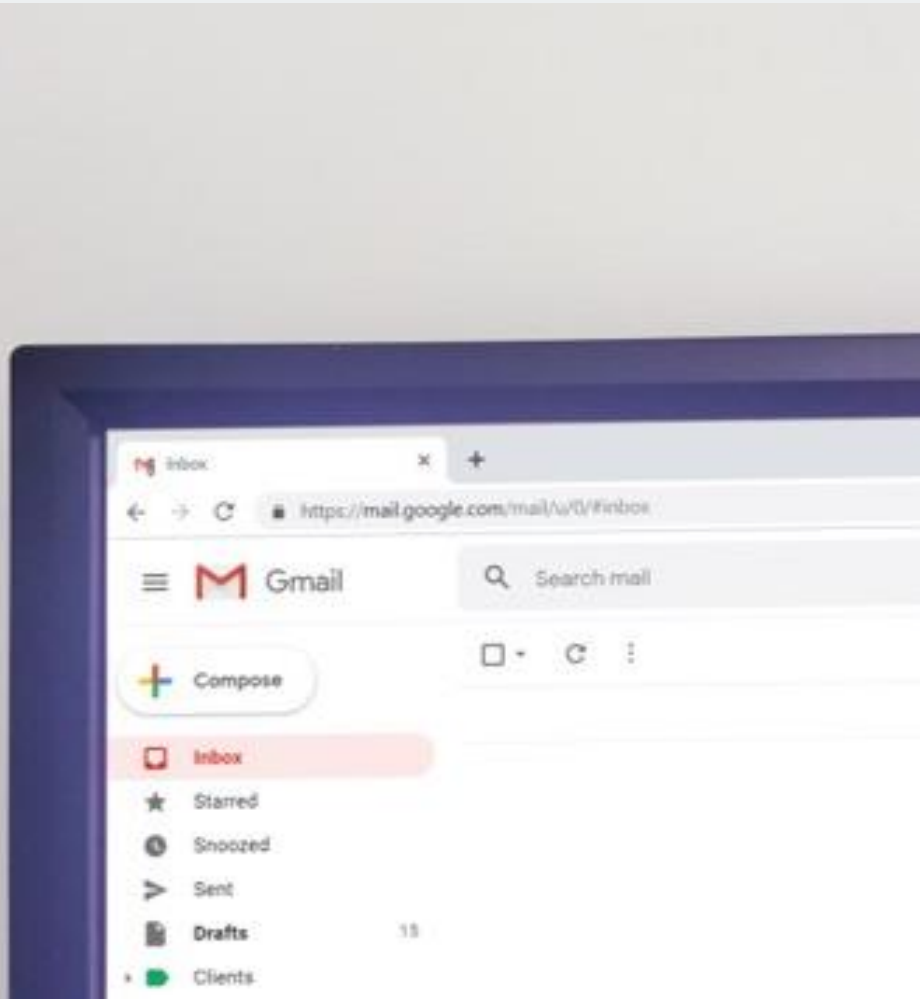 Inbox
https://mail.google.com/mail/u/0/#inbox
Gmail
Search mail
Compose
Inbox
Starred
Snoozed
Sent
Drafts 15
Clients